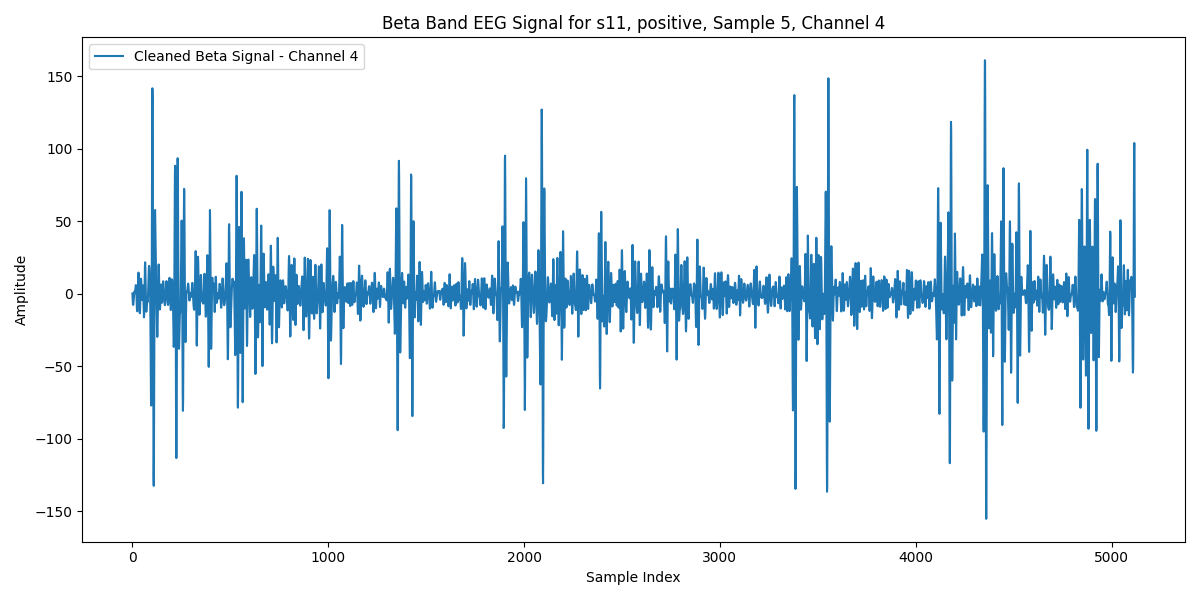 Beta Band EEG Signal for s11, positive, Sample 5, Channel 4
Cleaned Beta Signal - Channel 4
Amplitude
150
100
50
0
−50
−100
−150
0 1000 2000 3000 4000 5000
Sample Index